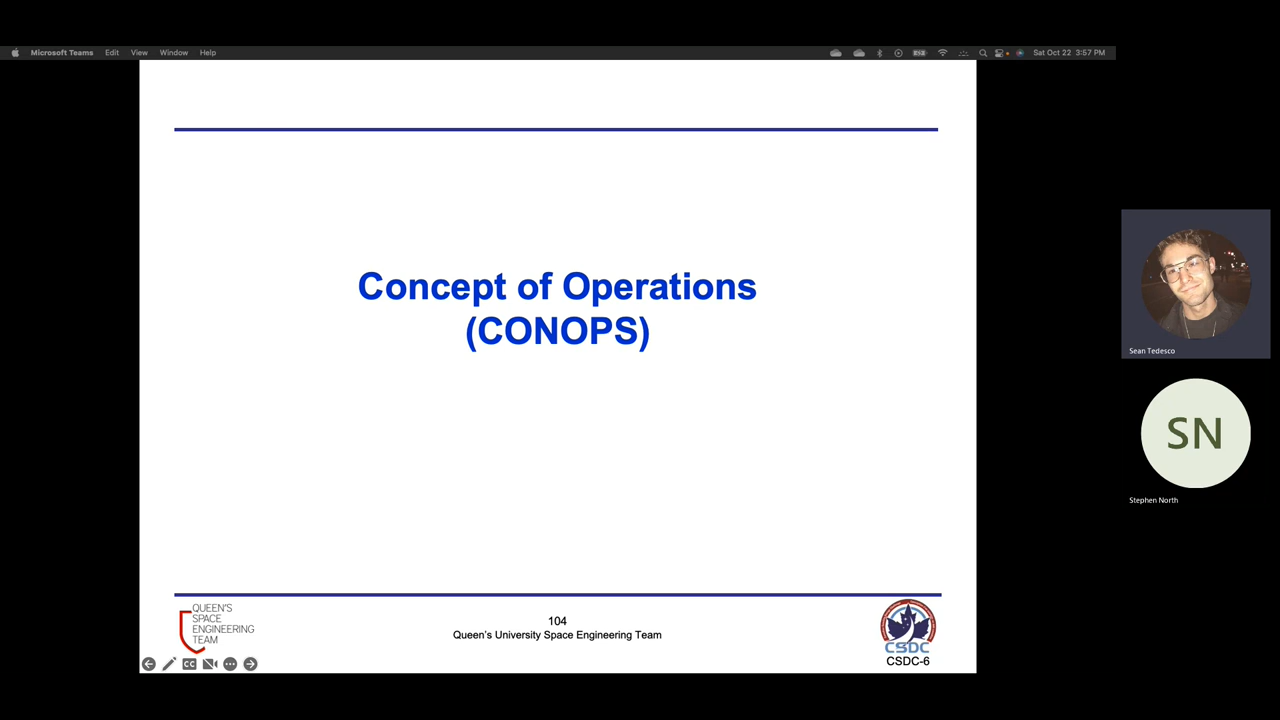 Microsoft Teams Edit View Window Help
Sat Oct 22 3:57 PM
Concept of Operations
(CONOPS)
QUEEN'S
SPACE
ENGINEERING
TEAM
104
Queen's University Space Engineering Team
CSDC
CSDC-6
CC
Sean Tedesco
SN
Stephen North